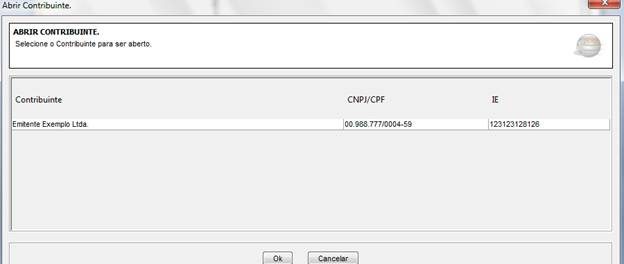 Abrir Contribuinte.
x
ABRIR CONTRIBUINTE.
Selecione o Contribuinte para ser aberto.
Contribuinte CNPJ/CPF IE
Emitente Exemplo Ltda. 00.988.777/0004-59 123123128126
Ok Cancelar